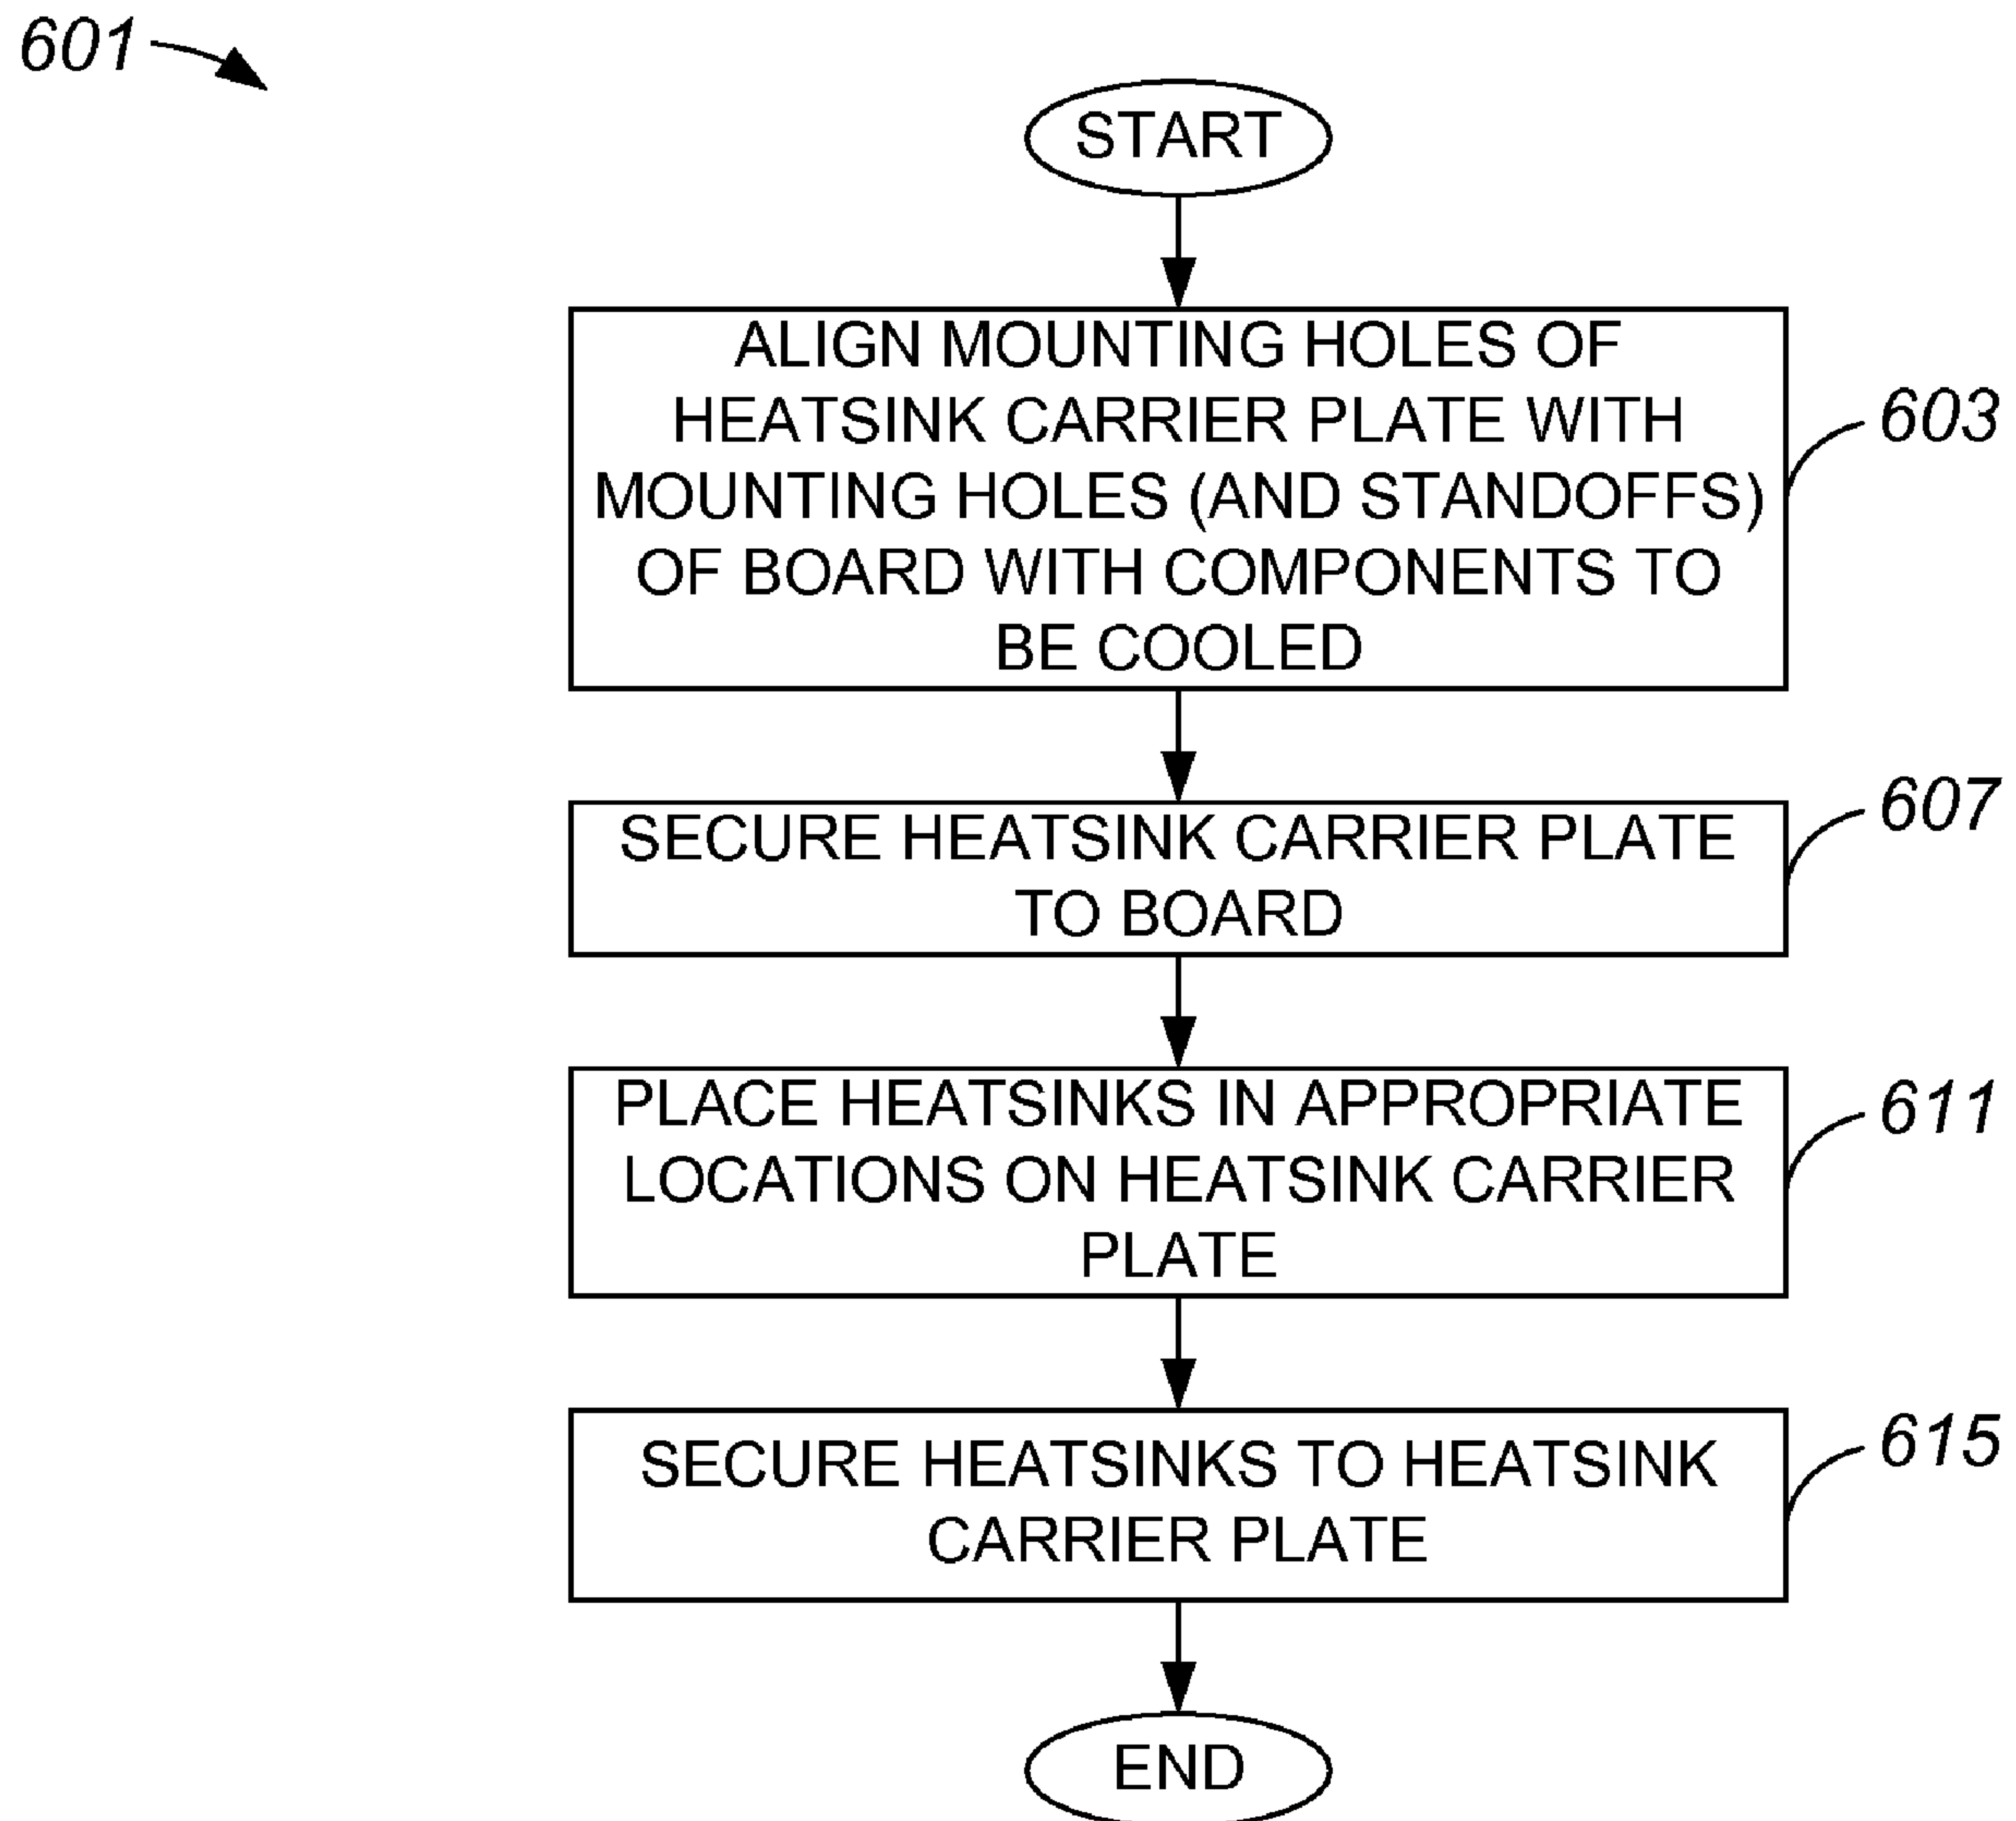 601
START
ALIGN MOUNTING HOLES OF
HEATSINK CARRIER PLATE WITH
MOUNTING HOLES (AND STANDOFFS)
OF BOARD WITH COMPONENTS TO
BE COOLED
603
SECURE HEATSINK CARRIER PLATE
TO BOARD
607
PLACE HEATSINKS IN APPROPRIATE
LOCATIONS ON HEATSINK CARRIER
PLATE
611
SECURE HEATSINKS TO HEATSINK
CARRIER PLATE
615
END